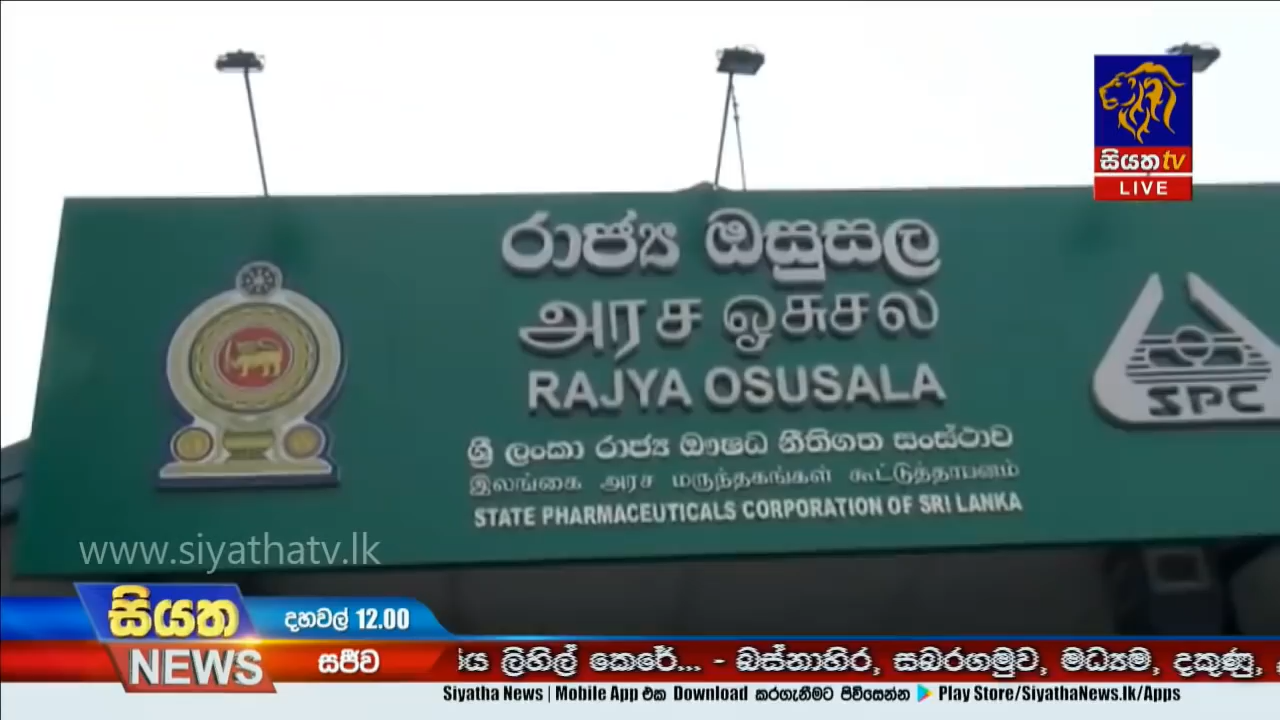 සියත tv
LIVE
රාජ්‍ය ඔසුසල
அரச ஒசுசல
RAJYA OSUSALA
SPC
ශ්‍රී ලංකා රාජ්‍ය ඖෂධ නීතිගත සංස්ථාව
இலங்கை அரச மருந்தகங்கள் கூட்டுத்தாபனம்
STATE PHARMACEUTICALS CORPORATION OF SRI LANKA
www.siyathatv.lk
සියත දහවල් 12.00
NEWS සජීව ලිහිල් කෙරේ... - බස්නාහිර, සබරගමුව, මධ්‍යම, දකුණු,
Siyatha News | Mobile App එක Download කරගැනීමට පිවිසෙන්න Play Store/SiyathaNews.lk/Apps